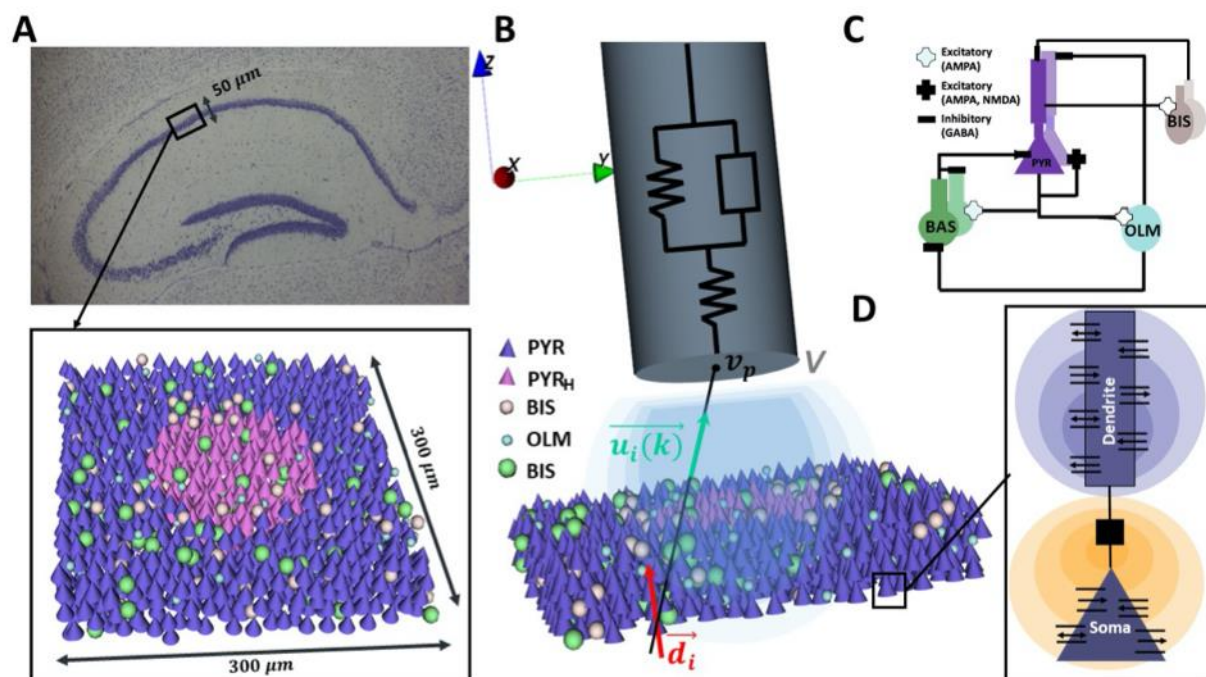 A
50 μm
300 μm
300 μm
B
Z
X
Y
v_p
V
u_i(k)
d_i
PYR
PYR_H
BIS
OLM
BIS
C
Excitatory
(AMPA)
Excitatory
(AMPA, NMDA)
Inhibitory
(GABA)
PYR
BIS
BAS
OLM
D
Dendrite
Soma